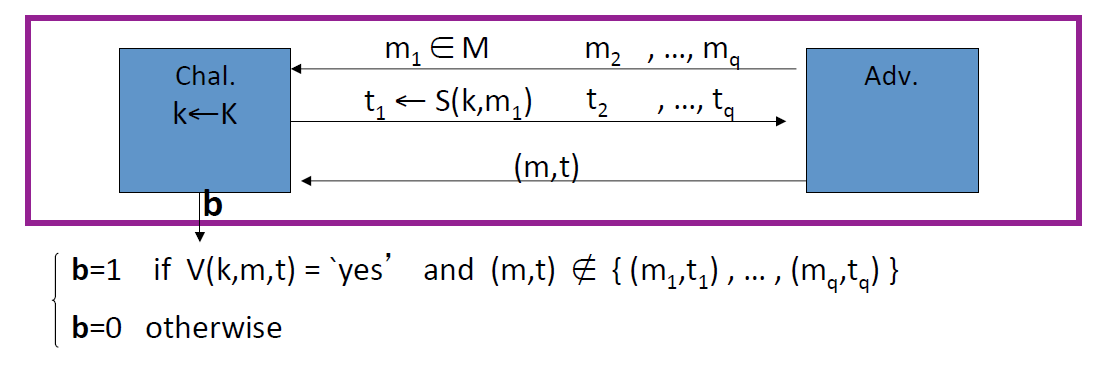 m₁ ∈ M m₂ , …, m_q
Chal.
Adv.
k←K
t₁ ← S(k,m₁) t₂ , …, t_q
(m,t)
b
b=1 if V(k,m,t) = `yes’ and (m,t) ∉ { (m₁,t₁) , … , (m_q,t_q) }
b=0 otherwise